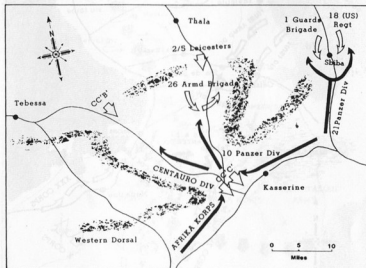 N
Thala
2/5 Leicesters
26 Armd Brigade
1 Guards
Brigade
18 (US)
Regt
Sbiba
21 Panzer Div
Tebessa
CC'B'
10 Panzer Div
CENTAURO DIV
CC'C'
Kasserine
AFRIKA KORPS
Western Dorsal
0 10
Miles